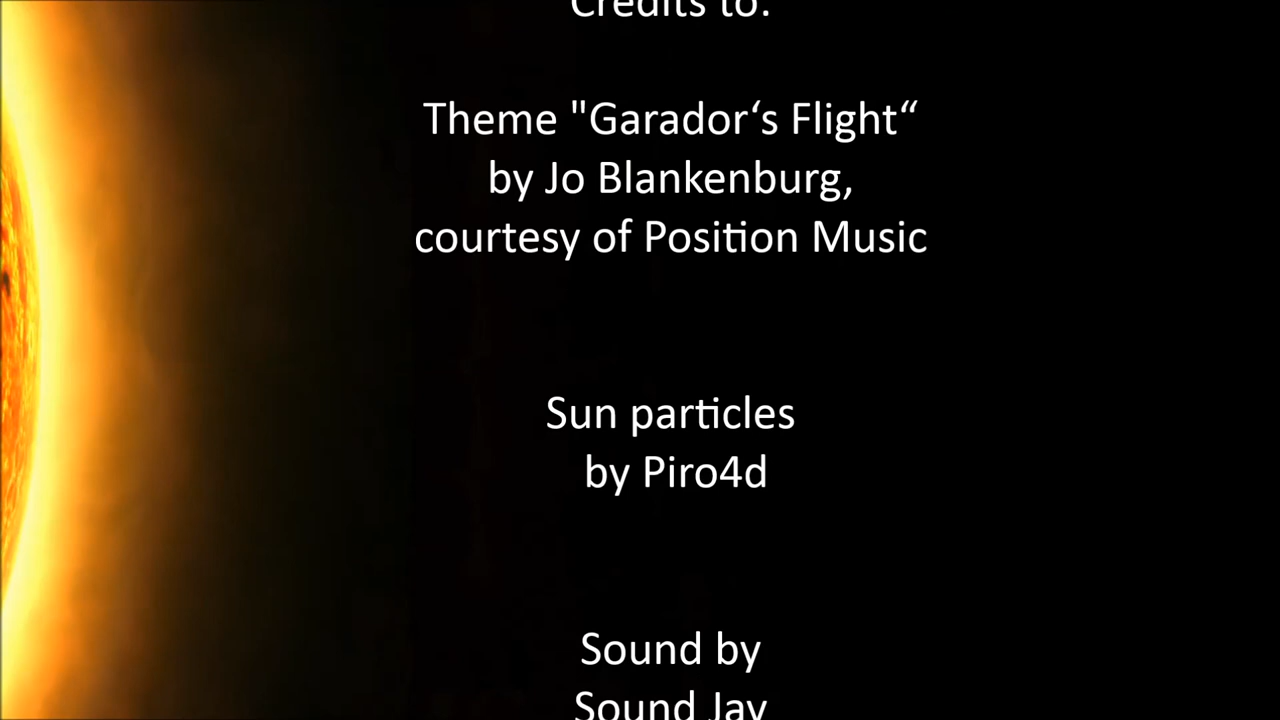 Credits to:
Theme "Garador‘s Flight“
by Jo Blankenburg,
courtesy of Position Music
Sun particles
by Piro4d
Sound by
Sound Jay